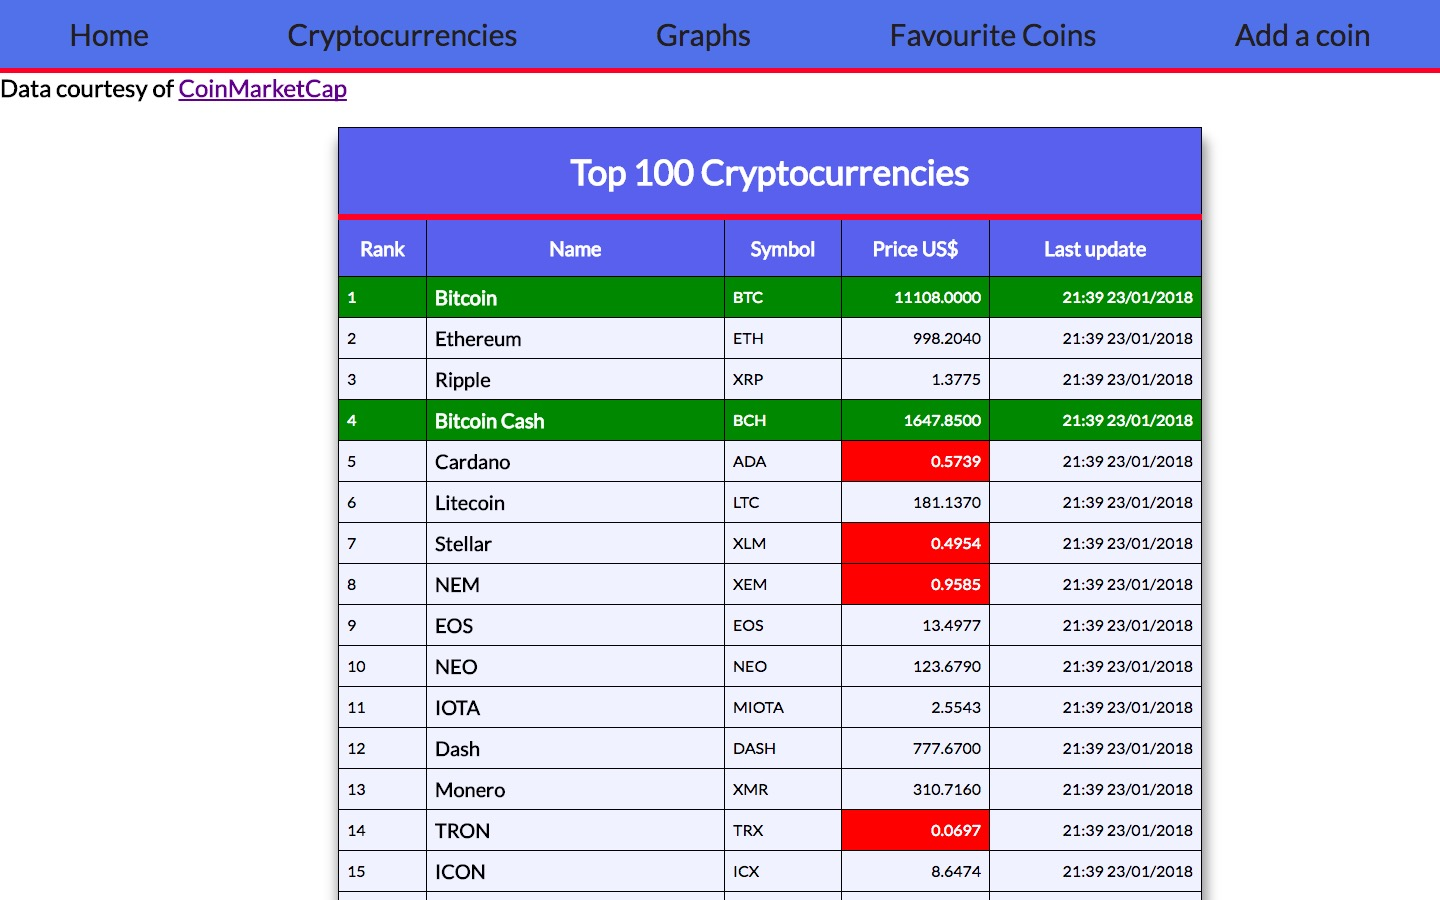 Home Cryptocurrencies Graphs Favourite Coins Add a coin
Data courtesy of CoinMarketCap
Top 100 Cryptocurrencies
Rank Name Symbol Price US$ Last update
1 Bitcoin BTC 11108.0000 21:39 23/01/2018
2 Ethereum ETH 998.2040 21:39 23/01/2018
3 Ripple XRP 1.3775 21:39 23/01/2018
4 Bitcoin Cash BCH 1647.8500 21:39 23/01/2018
5 Cardano ADA 0.5739 21:39 23/01/2018
6 Litecoin LTC 181.1370 21:39 23/01/2018
7 Stellar XLM 0.4954 21:39 23/01/2018
8 NEM XEM 0.9585 21:39 23/01/2018
9 EOS EOS 13.4977 21:39 23/01/2018
10 NEO NEO 123.6790 21:39 23/01/2018
11 IOTA MIOTA 2.5543 21:39 23/01/2018
12 Dash DASH 777.6700 21:39 23/01/2018
13 Monero XMR 310.7160 21:39 23/01/2018
14 TRON TRX 0.0697 21:39 23/01/2018
15 ICON ICX 8.6474 21:39 23/01/2018